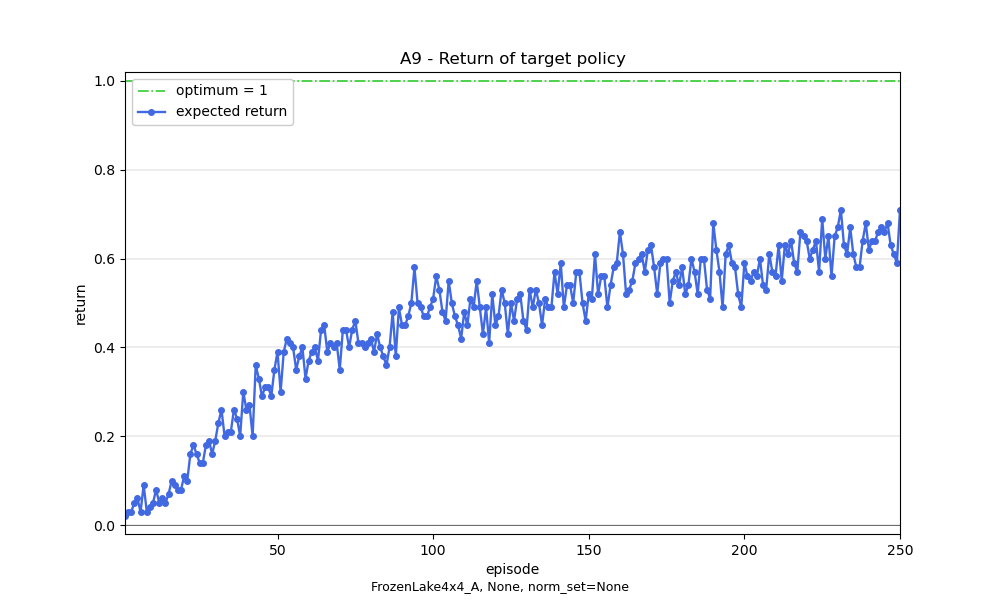 A9 - Return of target policy
optimum = 1
expected return
1.0
0.8
0.6
0.4
0.2
0.0
return
50
100
150
200
250
episode
FrozenLake4x4_A, None, norm_set=None